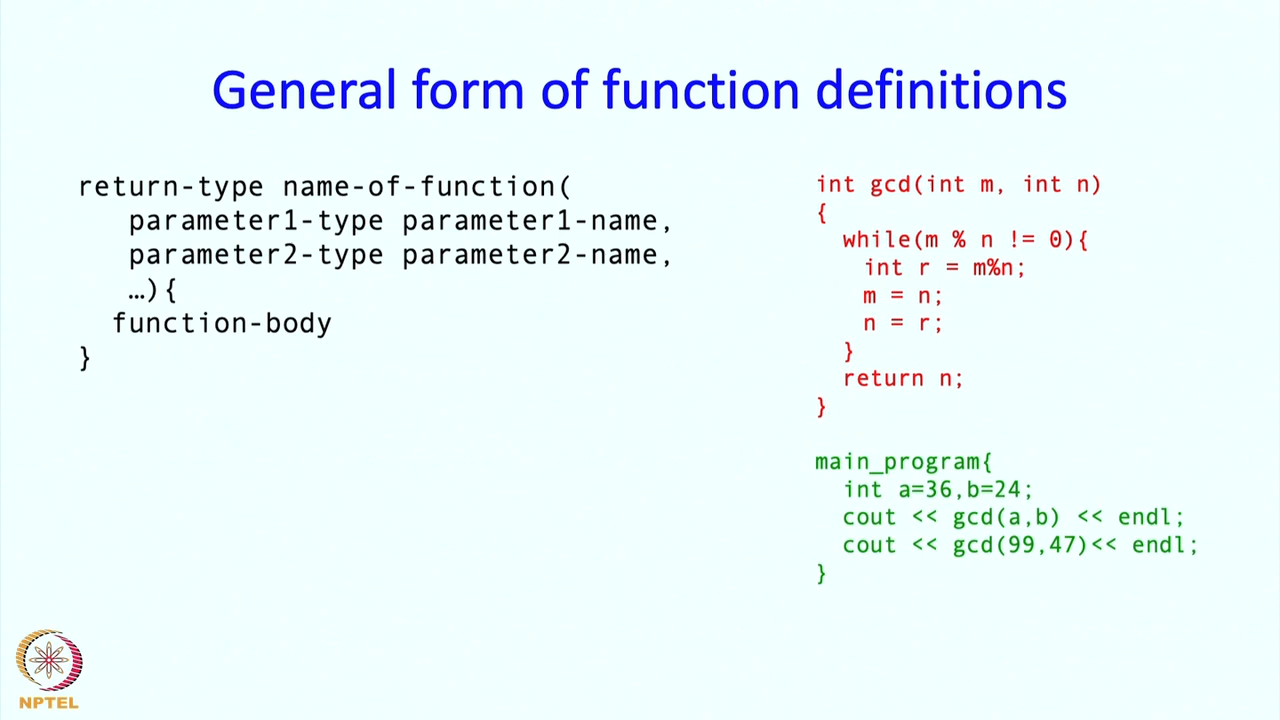 General form of function definitions
return-type name-of-function(
parameter1-type parameter1-name,
parameter2-type parameter2-name,
…){
function-body
}
int gcd(int m, int n)
{
while(m % n != 0){
int r = m%n;
m = n;
n = r;
}
return n;
}
main_program{
int a=36,b=24;
cout << gcd(a,b) << endl;
cout << gcd(99,47)<< endl;
}
NPTEL